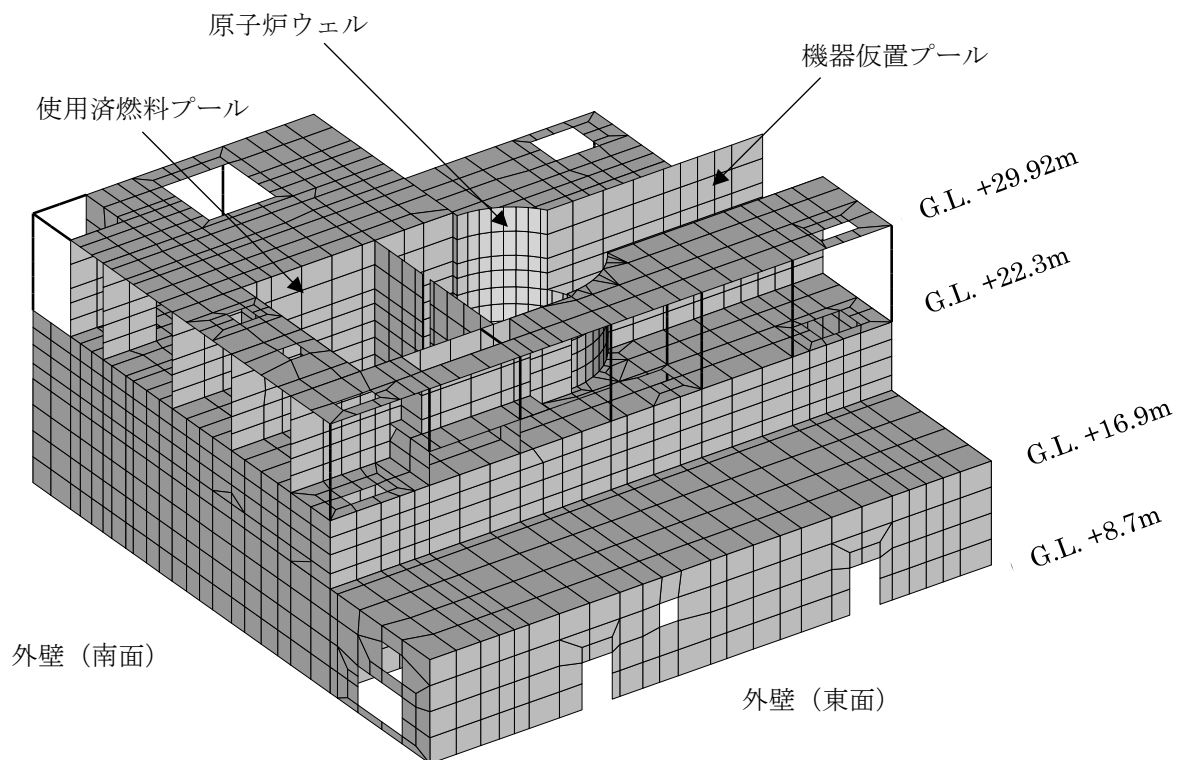 原子炉ウェル
機器仮置プール
使用済燃料プール
G.L. +29.92m
G.L. +22.3m
G.L. +16.9m
G.L. +8.7m
外壁（南面）
外壁（東面）